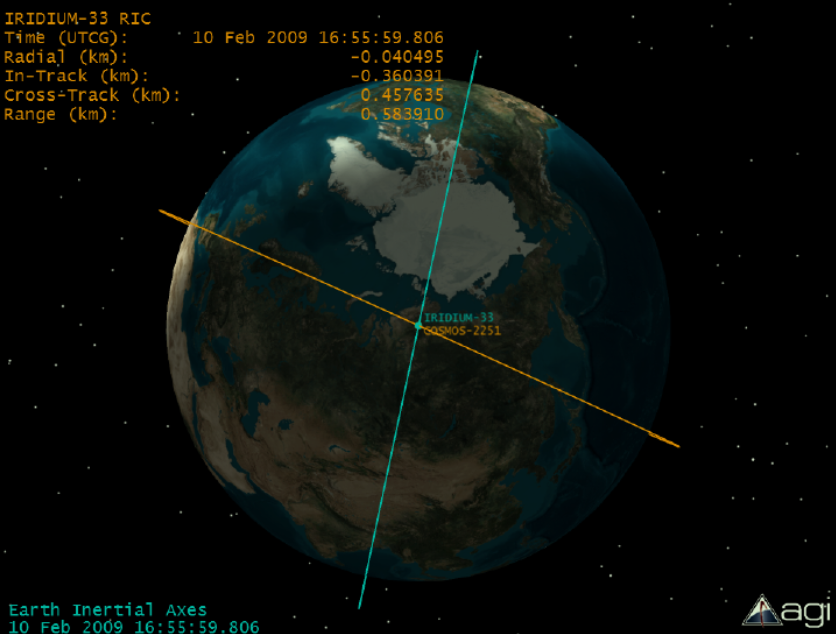 IRIDIUM-33 RIC
Time (UTCG): 10 Feb 2009 16:55:59.806
Radial (km): -0.040495
In-Track (km): -0.360391
Cross-Track (km): 0.457635
Range (km): 0.583910
IRIDIUM-33
COSMOS-2251
Earth Inertial Axes
10 Feb 2009 16:55:59.806
agi